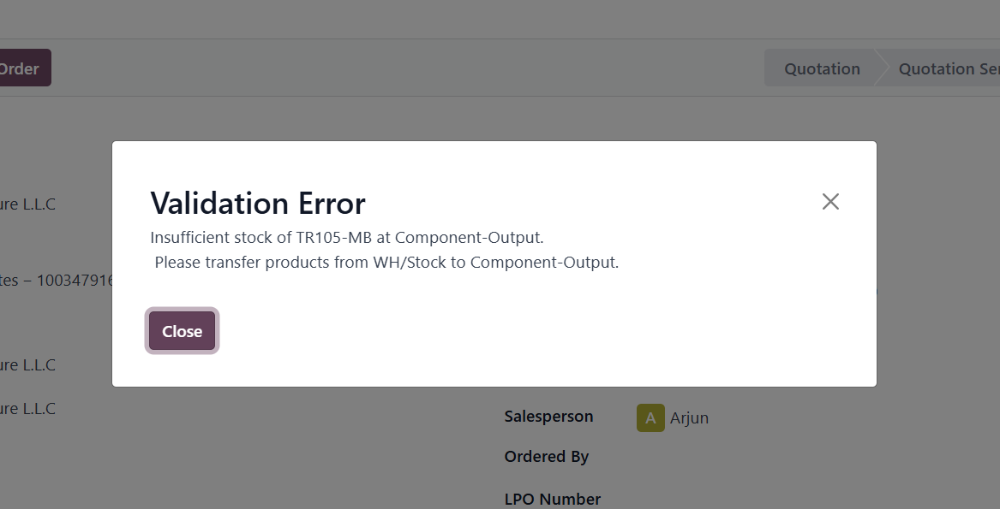 Order
Quotation
Quotation Se
ure L.L.C
Validation Error
Insufficient stock of TR105-MB at Component-Output.
Please transfer products from WH/Stock to Component-Output.
tes – 100347916
Close
ure L.L.C
ure L.L.C
Salesperson
A Arjun
Ordered By
LPO Number